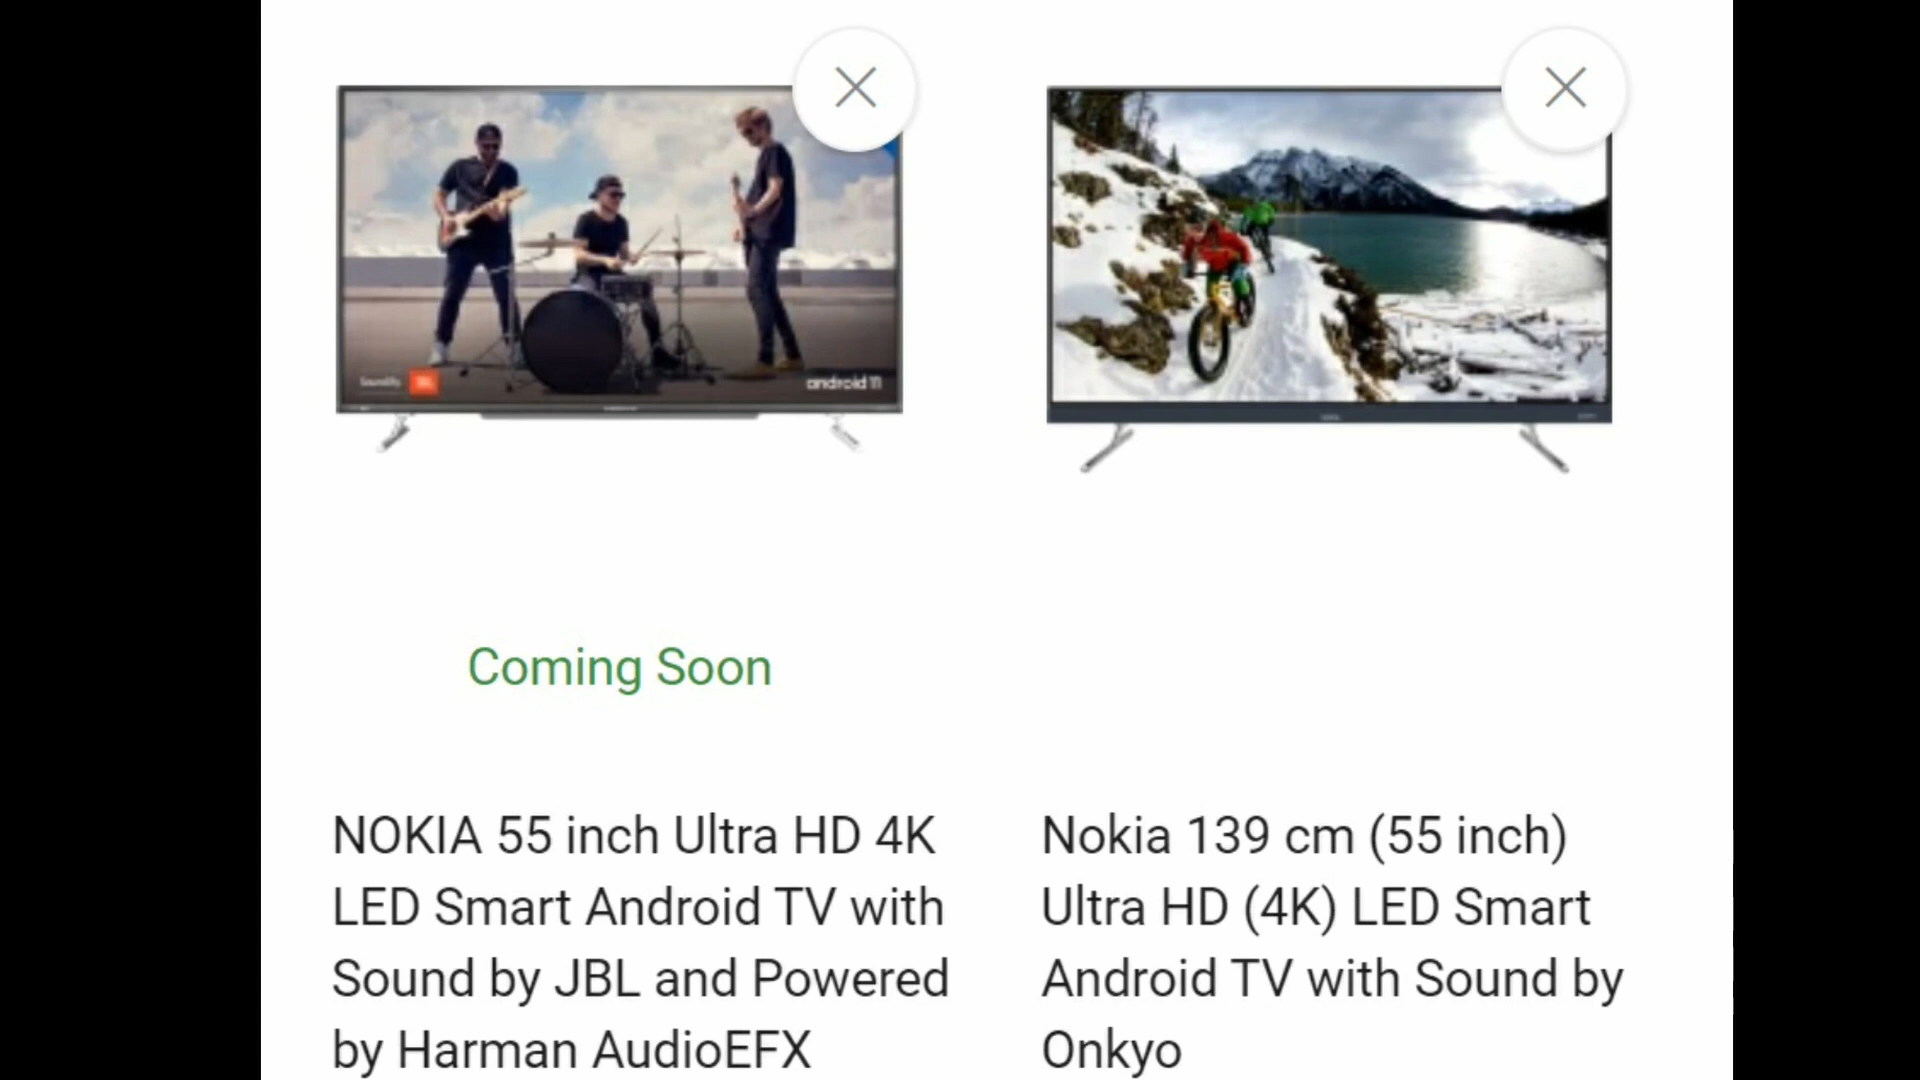 Sound by JBL
android 11
Coming Soon
NOKIA 55 inch Ultra HD 4K
LED Smart Android TV with
Sound by JBL and Powered
by Harman AudioEFX
Nokia 139 cm (55 inch)
Ultra HD (4K) LED Smart
Android TV with Sound by
Onkyo